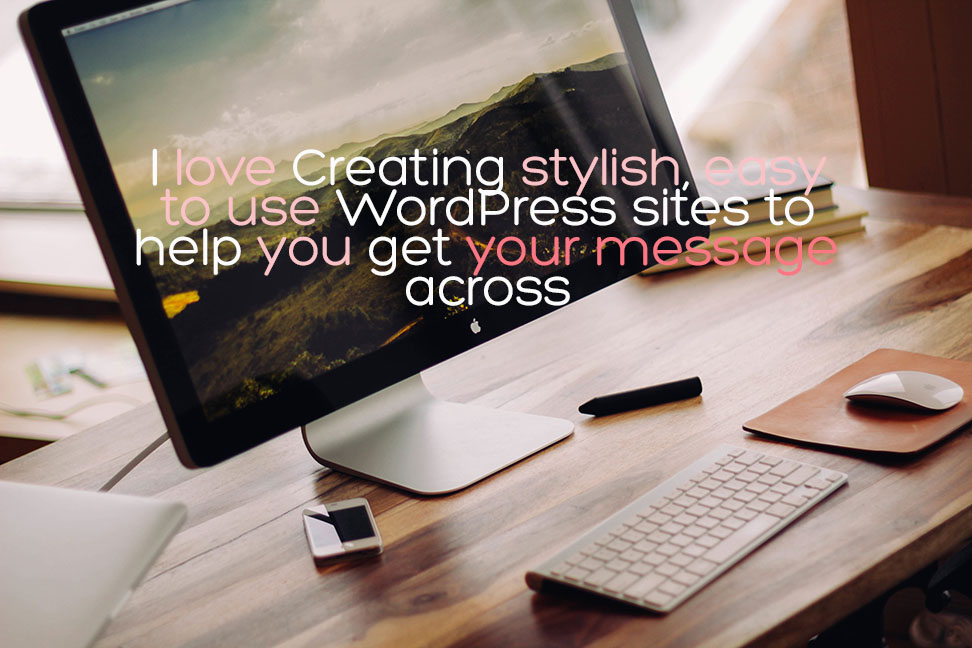 I love Creating stylish, easy
to use WordPress sites to
help you get your message
across